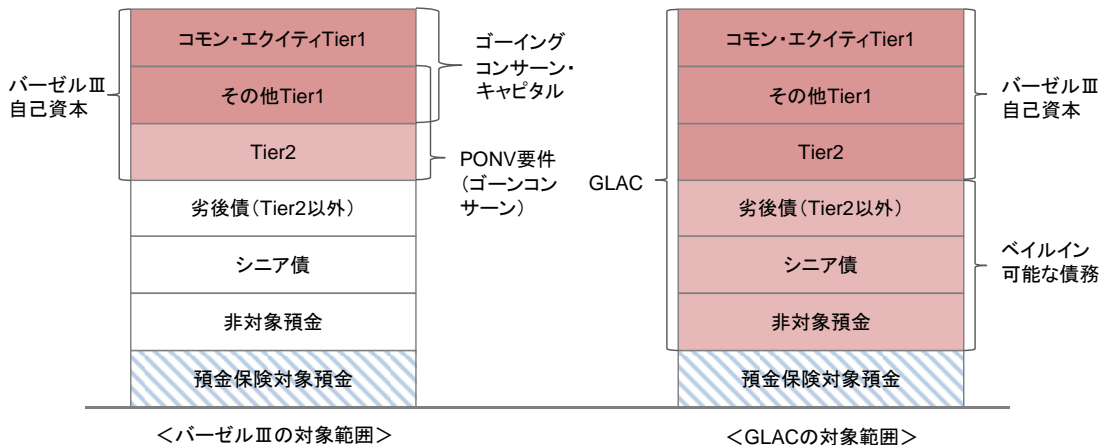 コモン・エクイティTier1
その他Tier1
Tier2
劣後債(Tier2以外)
シニア債
非対象預金
預金保険対象預金
バーゼルⅢ
自己資本
ゴーイング
コンサーン・
キャピタル
PONV要件
(ゴーンコン
サーン)
<バーゼルⅢの対象範囲>
コモン・エクイティTier1
その他Tier1
Tier2
劣後債(Tier2以外)
シニア債
非対象預金
預金保険対象預金
GLAC
バーゼルⅢ
自己資本
ベイルイン
可能な債務
<GLACの対象範囲>